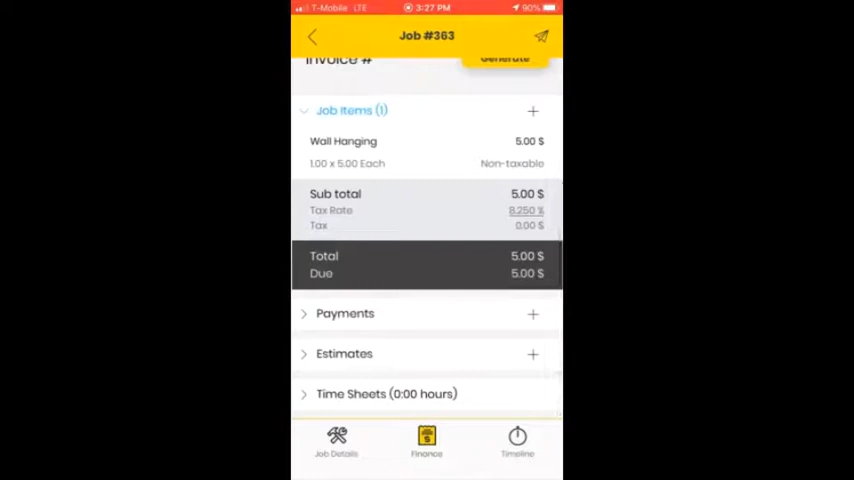 T-Mobile LTE 3:27 PM 90%
Job #363
Invoice # Generate
Job Items (1) +
Wall Hanging 5.00 $
1.00 x 5.00 Each Non-taxable
Sub total 5.00 $
Tax Rate 8.250 %
Tax 0.00 $
Total 5.00 $
Due 5.00 $
Payments +
Estimates +
Time Sheets (0:00 hours)
Job Details Finance Timeline